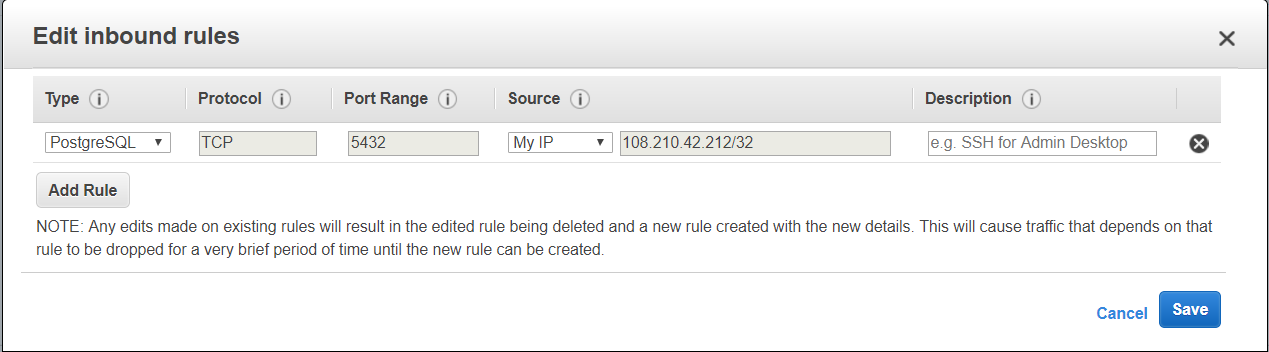 Edit inbound rules
Type Protocol Port Range Source Description
PostgreSQL TCP 5432 My IP 108.210.42.212/32 e.g. SSH for Admin Desktop
Add Rule
NOTE: Any edits made on existing rules will result in the edited rule being deleted and a new rule created with the new details. This will cause traffic that depends on that
rule to be dropped for a very brief period of time until the new rule can be created.
Cancel Save